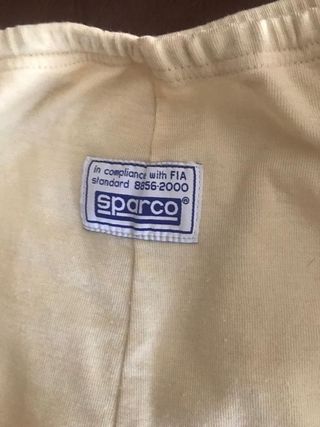 in compliance with FIA
standard 8856-2000
sparco®